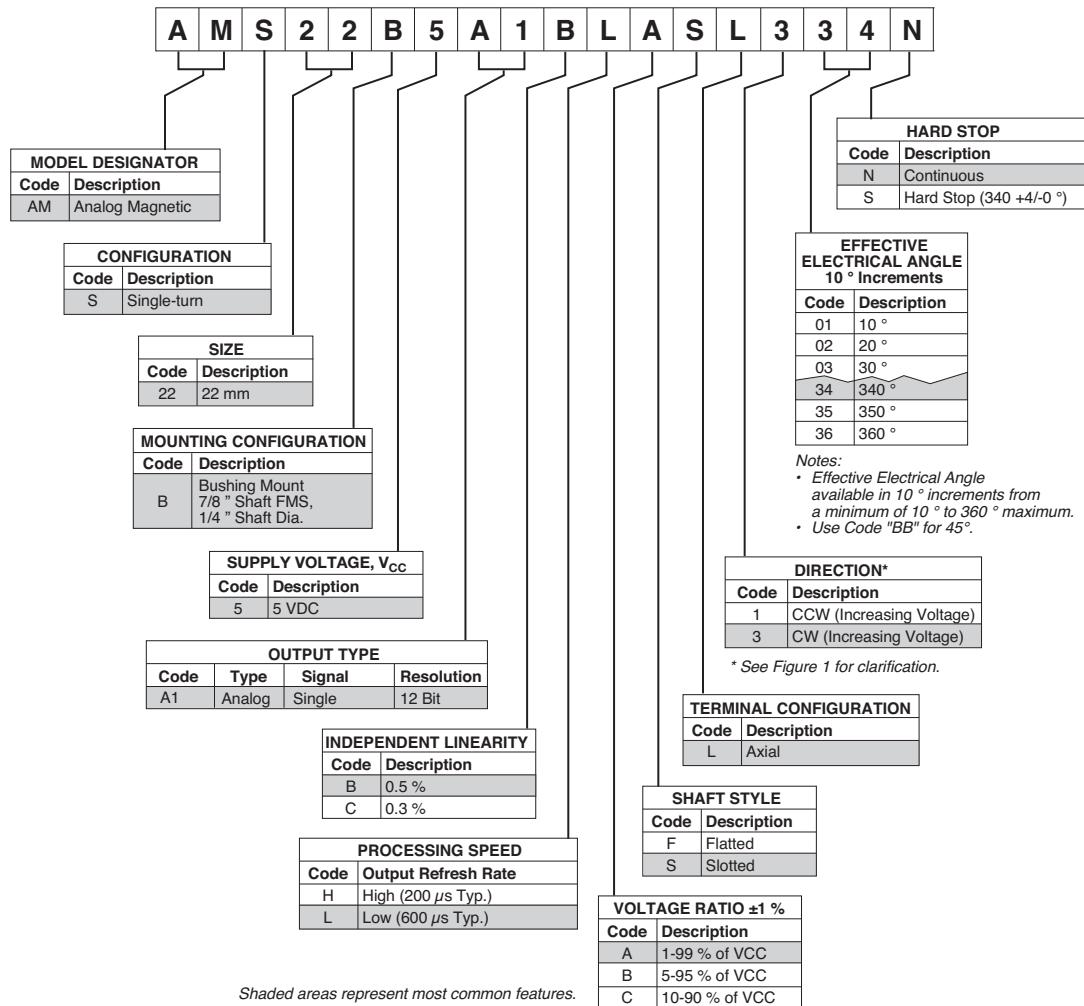 A M S 2 2 B 5 A 1 B L A S L 3 3 4 N
HARD STOP
Code Description
N Continuous
S Hard Stop (340 +4/-0 °)
MODEL DESIGNATOR
Code Description
AM Analog Magnetic
EFFECTIVE
ELECTRICAL ANGLE
10 ° Increments
Code Description
01 10 °
02 20 °
03 30 °
34 340 °
35 350 °
36 360 °
Notes:
• Effective Electrical Angle
available in 10 ° increments from
a minimum of 10 ° to 360 ° maximum.
• Use Code "BB" for 45°.
CONFIGURATION
Code Description
S Single-turn
SIZE
Code Description
22 22 mm
MOUNTING CONFIGURATION
Code Description
B Bushing Mount
7/8 ” Shaft FMS,
1/4 ” Shaft Dia.
SUPPLY VOLTAGE, VCC
Code Description
5 5 VDC
DIRECTION*
Code Description
1 CCW (Increasing Voltage)
3 CW (Increasing Voltage)
* See Figure 1 for clarification.
OUTPUT TYPE
Code Type Signal Resolution
A1 Analog Single 12 Bit
TERMINAL CONFIGURATION
Code Description
L Axial
INDEPENDENT LINEARITY
Code Description
B 0.5 %
C 0.3 %
SHAFT STYLE
Code Description
F Flatted
S Slotted
PROCESSING SPEED
Code Output Refresh Rate
H High (200 µs Typ.)
L Low (600 µs Typ.)
VOLTAGE RATIO ±1 %
Code Description
A 1-99 % of VCC
B 5-95 % of VCC
C 10-90 % of VCC
Shaded areas represent most common features.